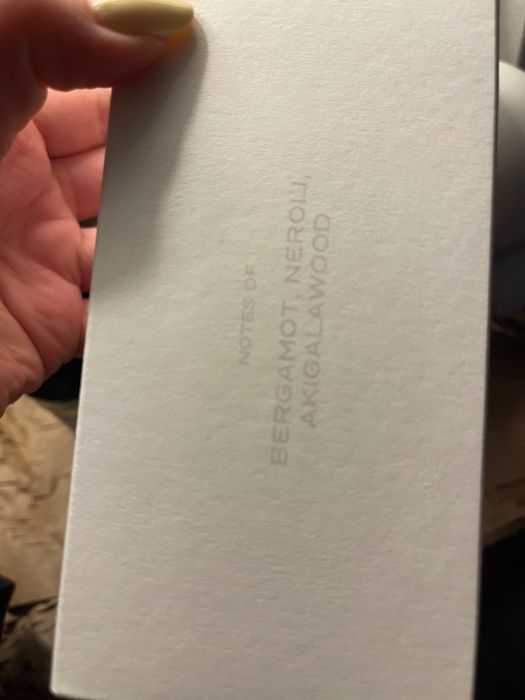 NOTES OF
BERGAMOT, NEROLI,
AKIGALAWOOD